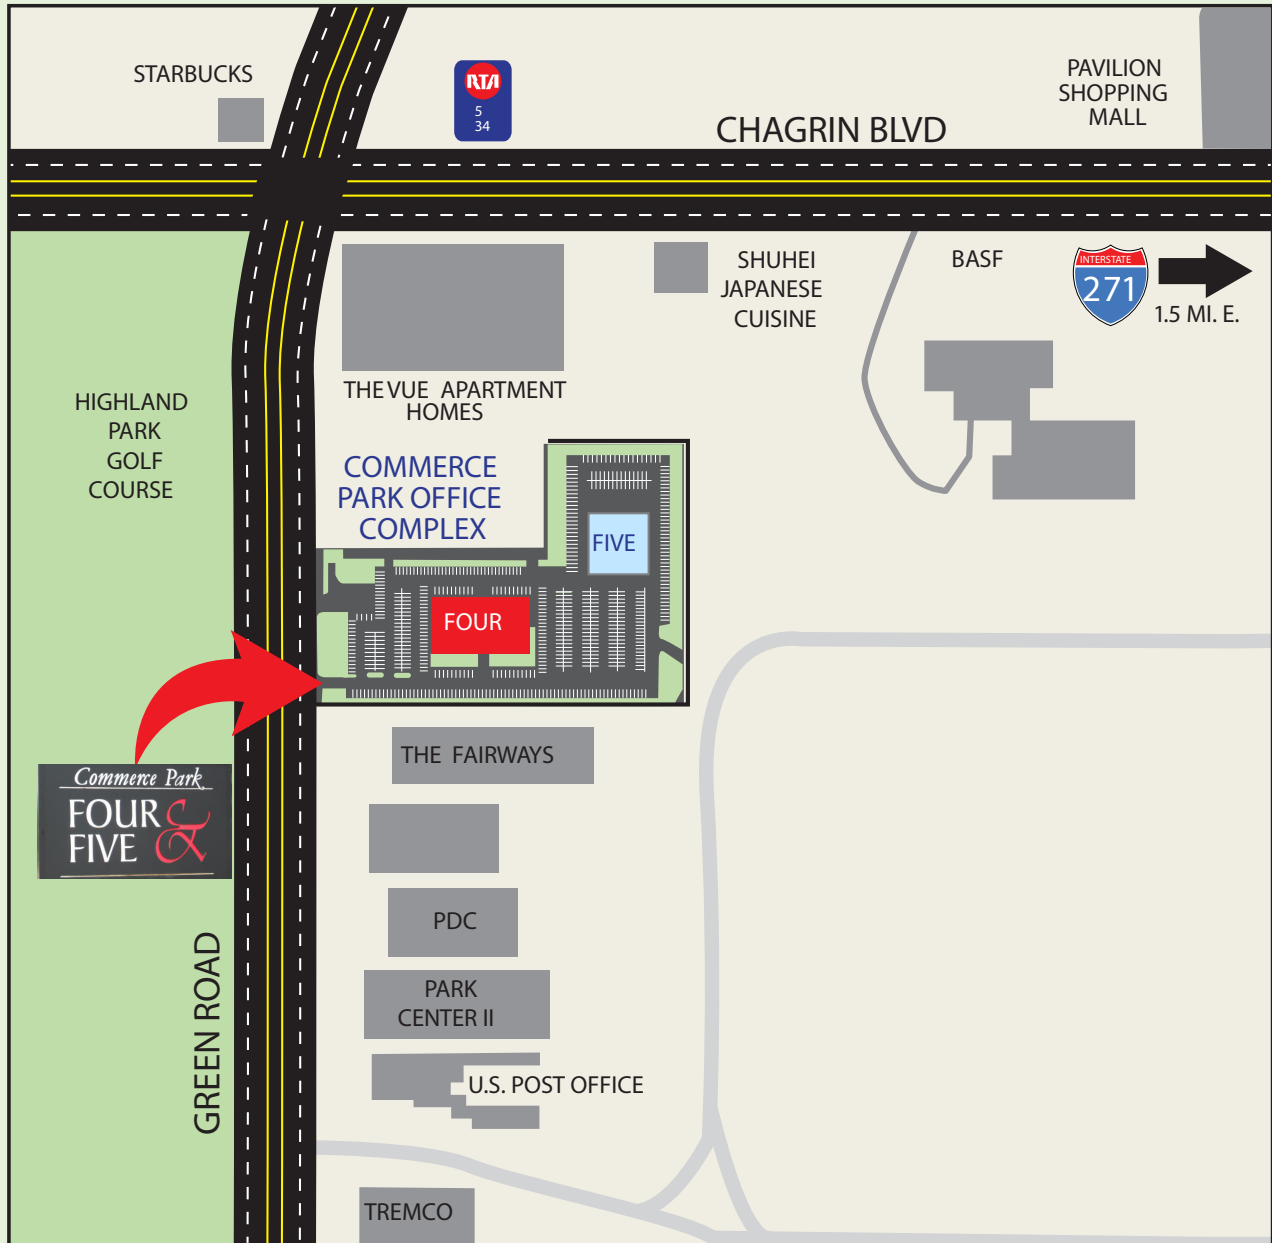 STARBUCKS
RTA
5
34
CHAGRIN BLVD
PAVILION
SHOPPING
MALL
SHUHEI
JAPANESE
CUISINE
BASF
INTERSTATE
271
1.5 MI. E.
THE VUE APARTMENT
HOMES
HIGHLAND
PARK
GOLF
COURSE
COMMERCE
PARK OFFICE
COMPLEX
FIVE
FOUR
THE FAIRWAYS
Commerce Park
FOUR &
FIVE
PDC
GREEN ROAD
PARK
CENTER II
U.S. POST OFFICE
TREMCO